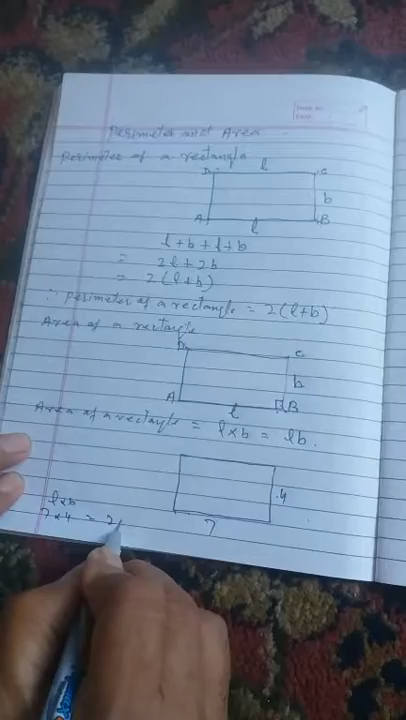 Perimeter and Area
Perimeter of a rectangle
D l C
b
A l B
l+b+l+b
= 2l+2b
= 2(l+b)
∴ Perimeter of a rectangle = 2(l+b)
Area of a rectangle
D C
b
A l B
Area of a rectangle = l×b = lb.
4
7
l×b
7×4 = 2